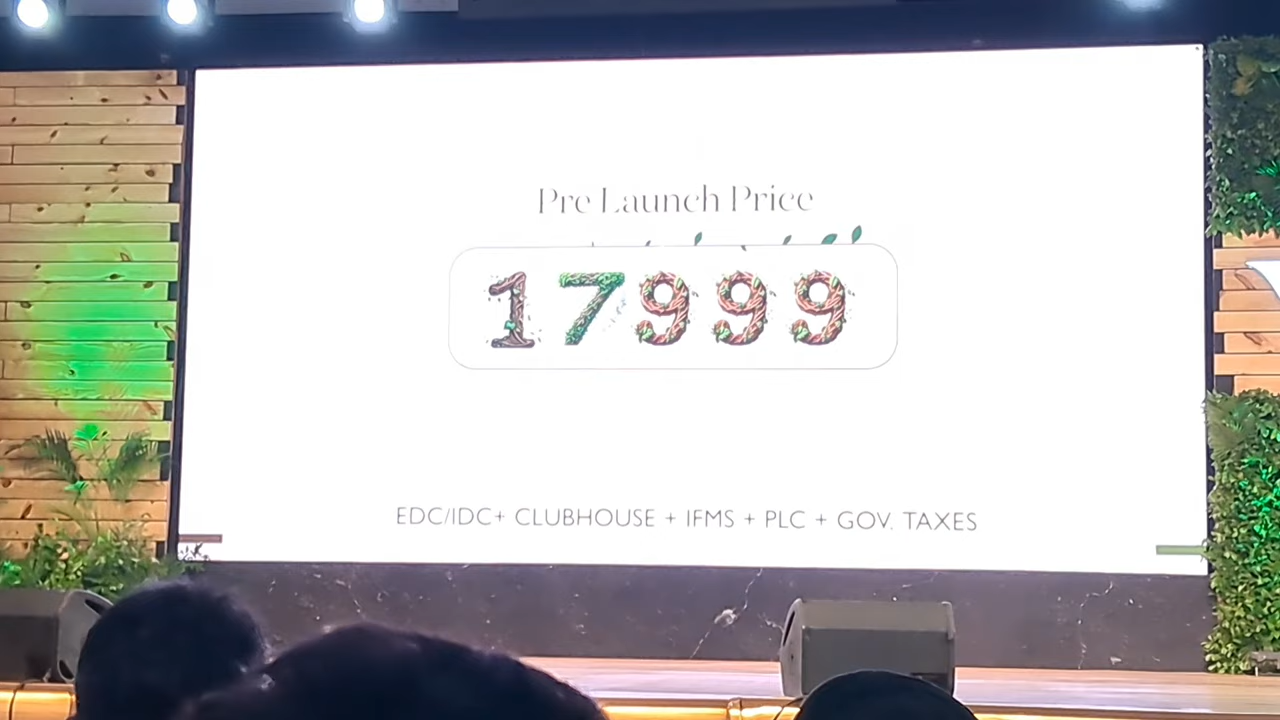 Pre Launch Price
17999
EDC/IDC+ CLUBHOUSE + IFMS + PLC + GOV. TAXES